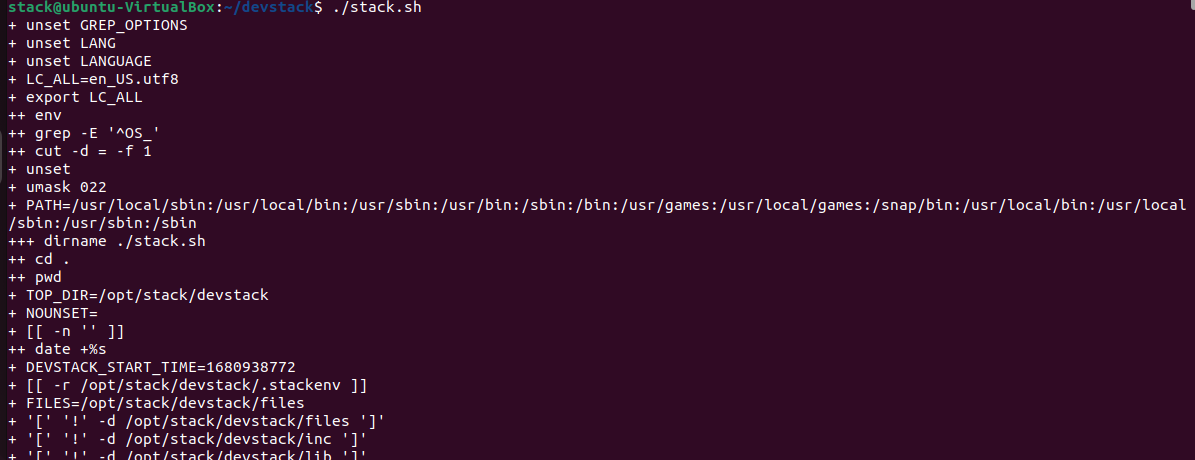 stack@ubuntu-VirtualBox:~/devstack$ ./stack.sh
+ unset GREP_OPTIONS
+ unset LANG
+ unset LANGUAGE
+ LC_ALL=en_US.utf8
+ export LC_ALL
++ env
++ grep -E '^OS_'
++ cut -d = -f 1
+ unset
+ umask 022
+ PATH=/usr/local/sbin:/usr/local/bin:/usr/sbin:/usr/bin:/sbin:/bin:/usr/games:/usr/local/games:/snap/bin:/usr/local/bin:/usr/local
/sbin:/usr/sbin:/sbin
+++ dirname ./stack.sh
++ cd .
++ pwd
+ TOP_DIR=/opt/stack/devstack
+ NOUNSET=
+ [[ -n '' ]]
++ date +%s
+ DEVSTACK_START_TIME=1680938772
+ [[ -r /opt/stack/devstack/.stackenv ]]
+ FILES=/opt/stack/devstack/files
+ '[' '!' -d /opt/stack/devstack/files ']'
+ '[' '!' -d /opt/stack/devstack/inc ']'
+ '[' '!' -d /opt/stack/devstack/lib ']'